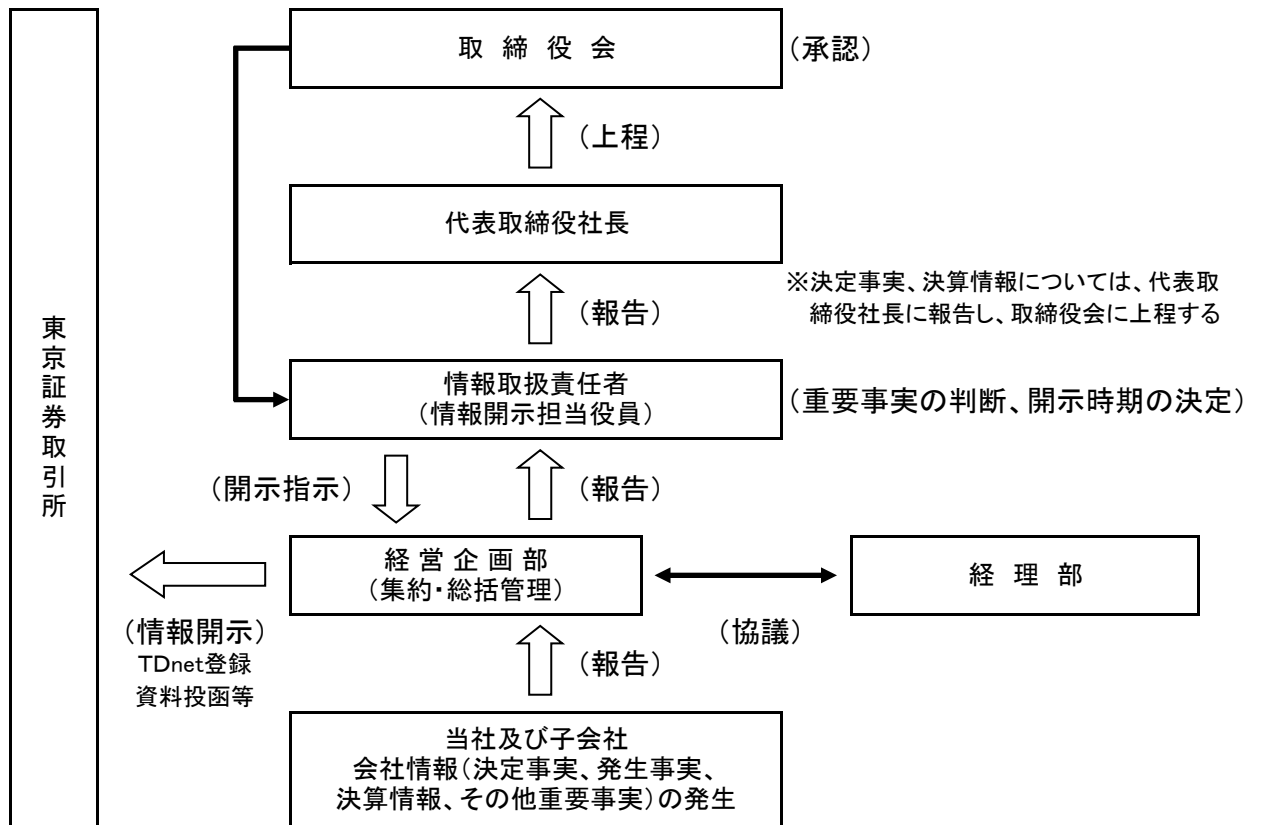 取 締 役 会
（承認）
（上程）
代表取締役社長
※決定事実、決算情報については、代表取
締役社長に報告し、取締役会に上程する
（報告）
東京証券取引所
情報取扱責任者
（情報開示担当役員）
（重要事実の判断、開示時期の決定）
（開示指示）
（報告）
経 営 企 画 部
（集約・総括管理）
経 理 部
（情報開示）
TDnet登録
資料投函等
（協議）
（報告）
当社及び子会社
会社情報（決定事実、発生事実、
決算情報、その他重要事実）の発生